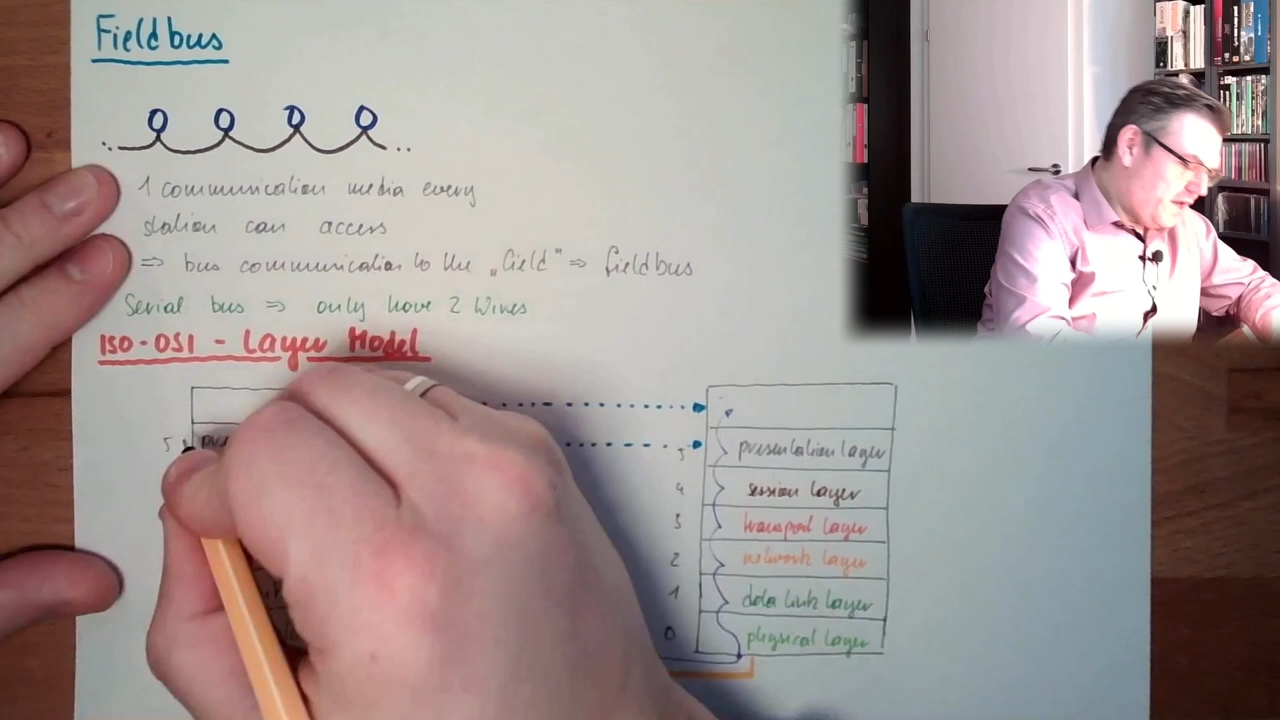 Fieldbus
1 communication media every
station can access
⇒ bus communication to the „field" ⇒ fieldbus
Serial bus ⇒ only have 2 Wires
ISO-OSI - Layer Model
5
5 presentation layer
4 session layer
3 transport layer
2 network layer
1 data link layer
0 physical layer